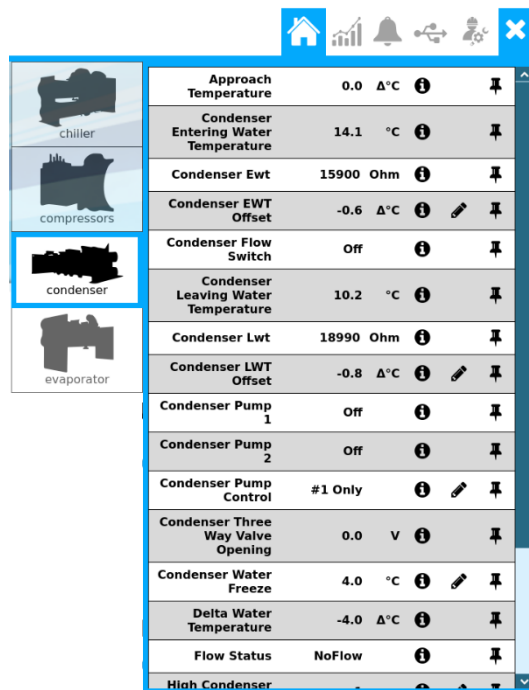 chiller
compressors
condenser
evaporator
Approach
Temperature
0.0 Δ°C
Condenser
Entering Water
Temperature
14.1 °C
Condenser Ewt
15900 Ohm
Condenser EWT
Offset
-0.6 Δ°C
Condenser Flow
Switch
Off
Condenser
Leaving Water
Temperature
10.2 °C
Condenser Lwt
18990 Ohm
Condenser LWT
Offset
-0.8 Δ°C
Condenser Pump
1
Off
Condenser Pump
2
Off
Condenser Pump
Control
#1 Only
Condenser Three
Way Valve
Opening
0.0 V
Condenser Water
Freeze
4.0 °C
Delta Water
Temperature
-4.0 Δ°C
Flow Status
NoFlow
High Condenser